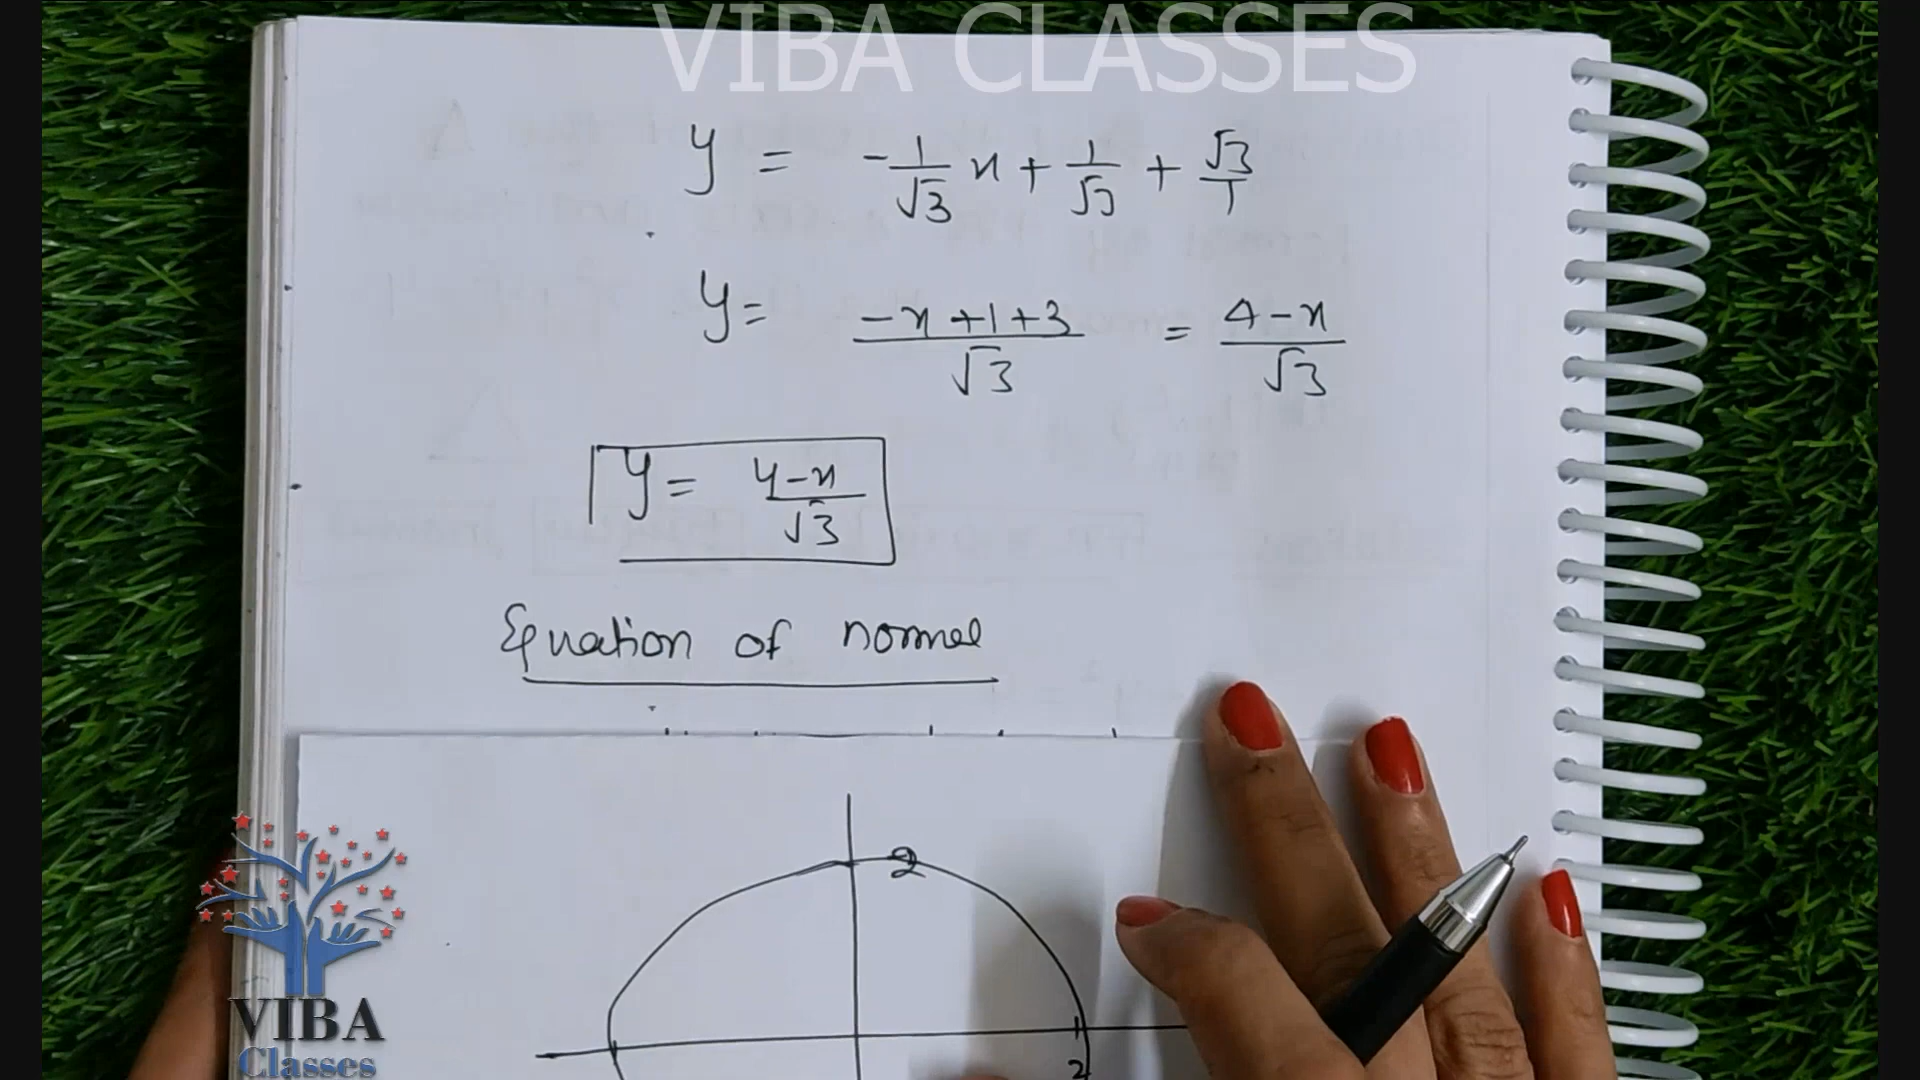 VIBA CLASSES
y = -1/√3 x + 1/√3 + √3/1
y = (-x+1+3)/√3 = (4-x)/√3
y = (4-x)/√3
Equation of normal
2
2
VIBA
Classes